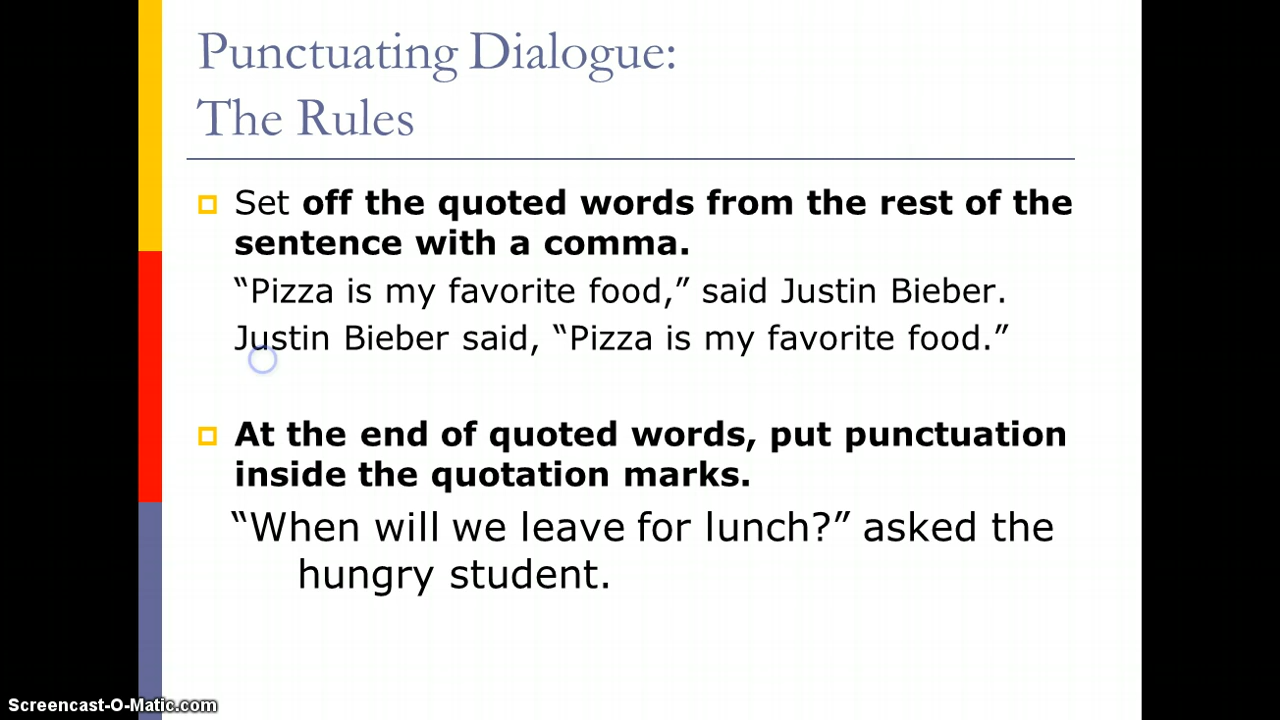 Punctuating Dialogue:
The Rules
Set off the quoted words from the rest of the
sentence with a comma.
“Pizza is my favorite food,” said Justin Bieber.
Justin Bieber said, “Pizza is my favorite food.”
At the end of quoted words, put punctuation
inside the quotation marks.
“When will we leave for lunch?” asked the
hungry student.
Screencast-O-Matic.com